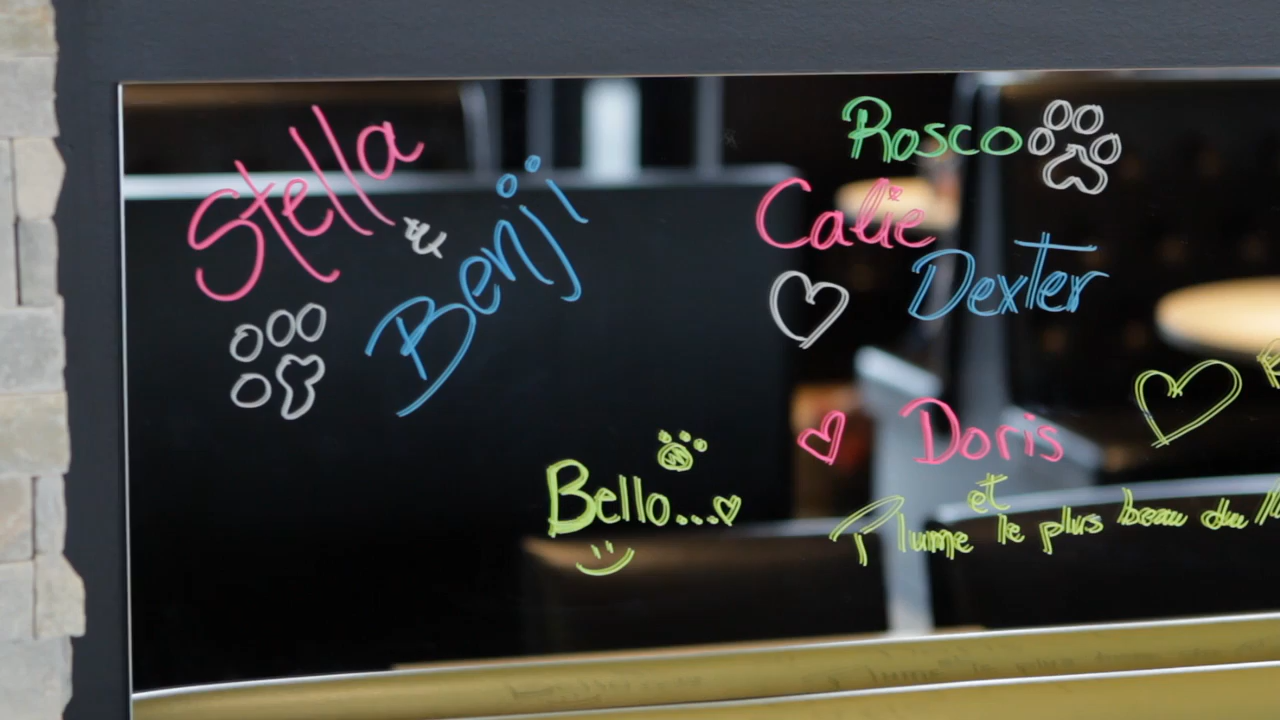 Stella
&
Benji
Rosco
Calie
Dexter
Doris
Bello...
et
Plume le plus beau du